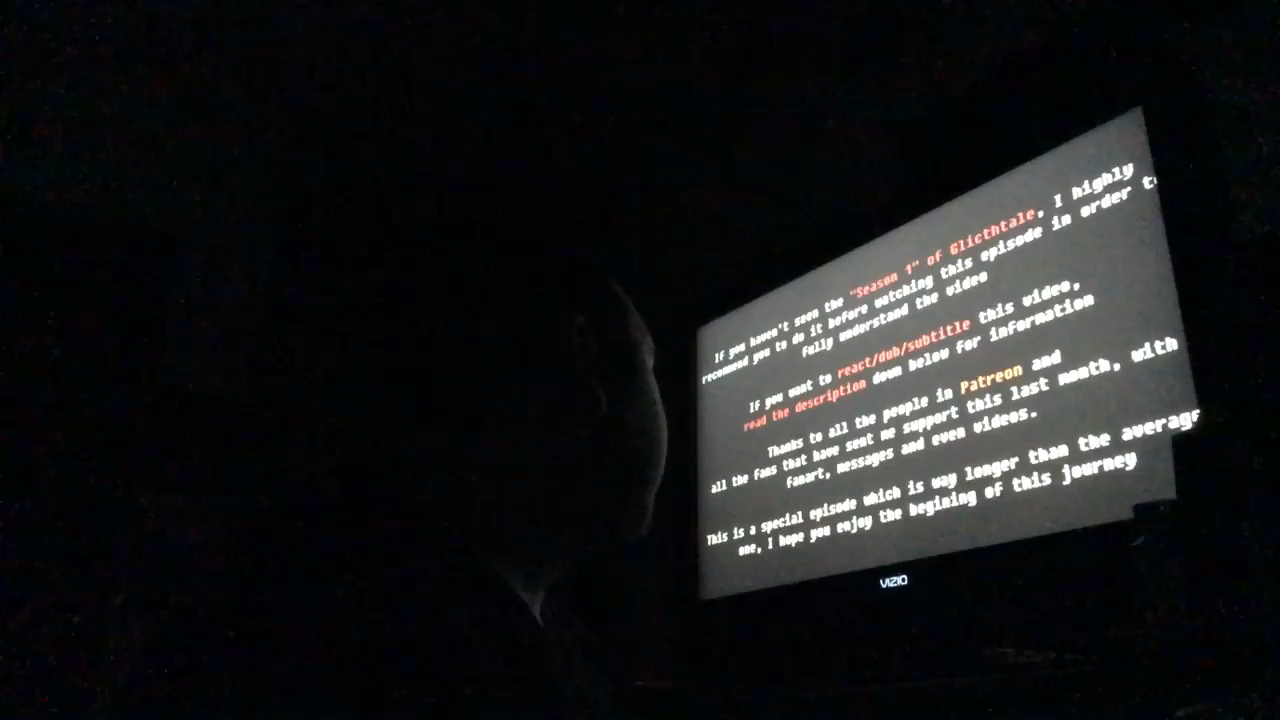 If you haven't seen the "Season 1" of Glicthtale, I highly
recommend you to do it before watching this episode in order t
fully understand the video
If you want to react/dub/subtitle this video,
read the description down below for information
Thanks to all the people in Patreon and
all the fans that have sent me support this last month, with
fanart, messages and even videos.
This is a special episode which is way longer than the average
one, I hope you enjoy the begining of this journey
VIZIO